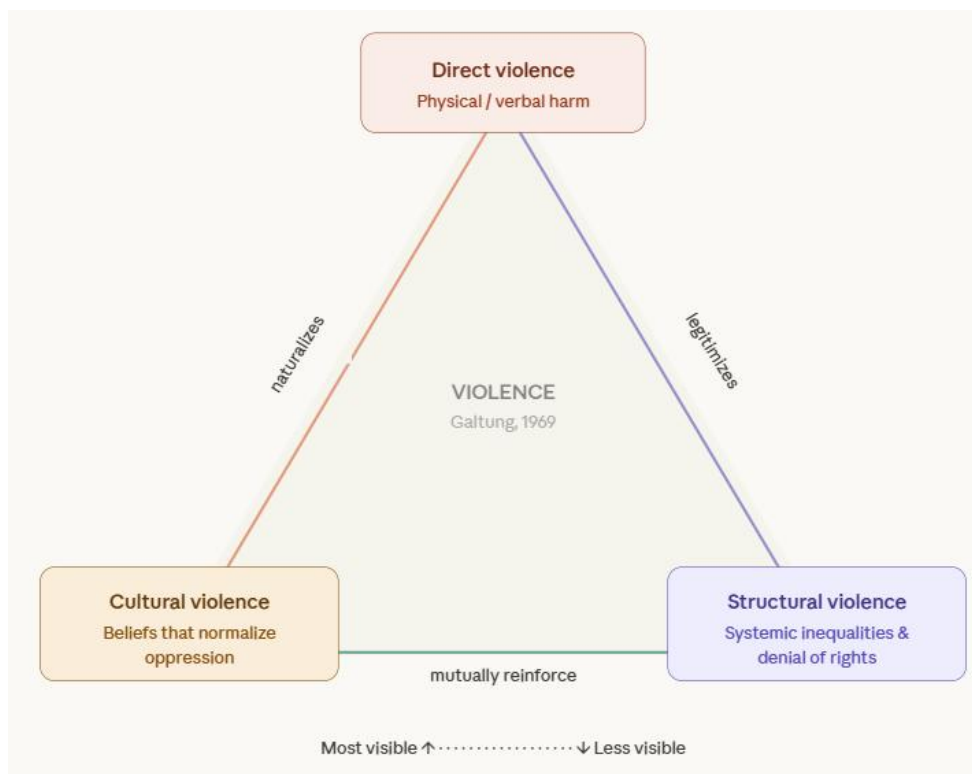 Direct violence
Physical / verbal harm
naturalizes
legitimizes
VIOLENCE
Galtung, 1969
Cultural violence
Beliefs that normalize
oppression
Structural violence
Systemic inequalities &
denial of rights
mutually reinforce
Most visible ↑ ··················· ↓ Less visible